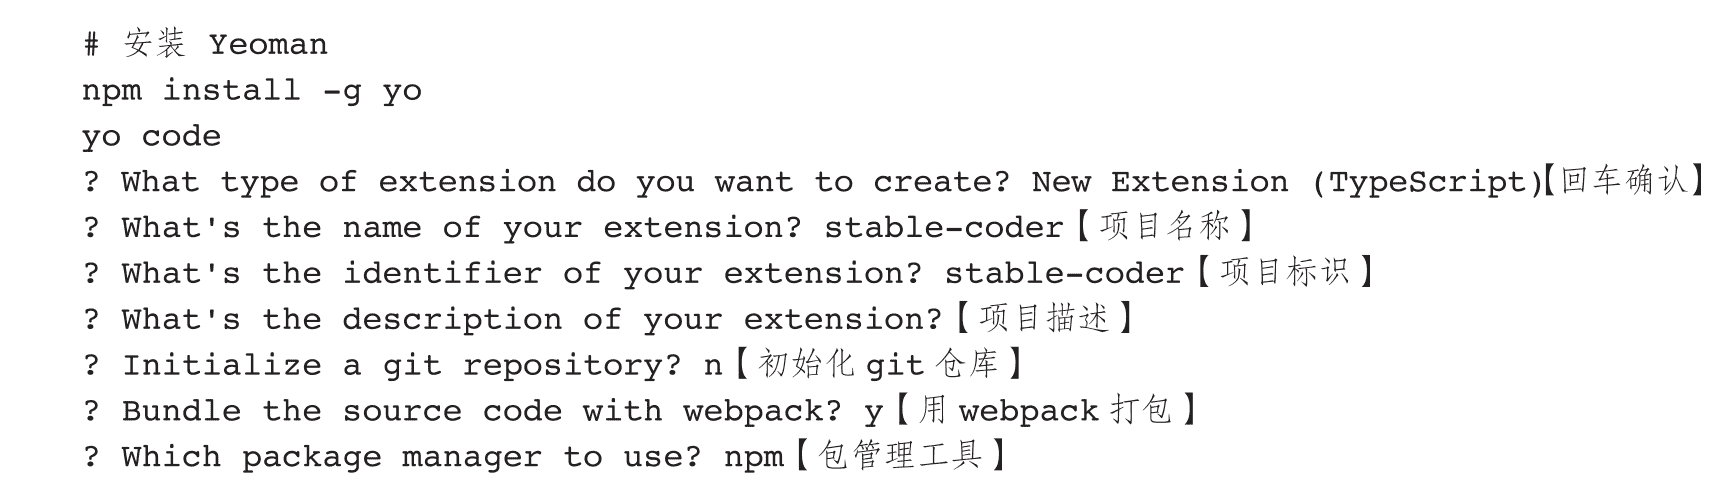 # 安装 Yeoman
npm install -g yo
yo code
? What type of extension do you want to create? New Extension (TypeScript)【回车确认】
? What's the name of your extension? stable-coder【项目名称】
? What's the identifier of your extension? stable-coder【项目标识】
? What's the description of your extension?【项目描述】
? Initialize a git repository? n【初始化 git 仓库】
? Bundle the source code with webpack? y【用 webpack 打包】
? Which package manager to use? npm【包管理工具】